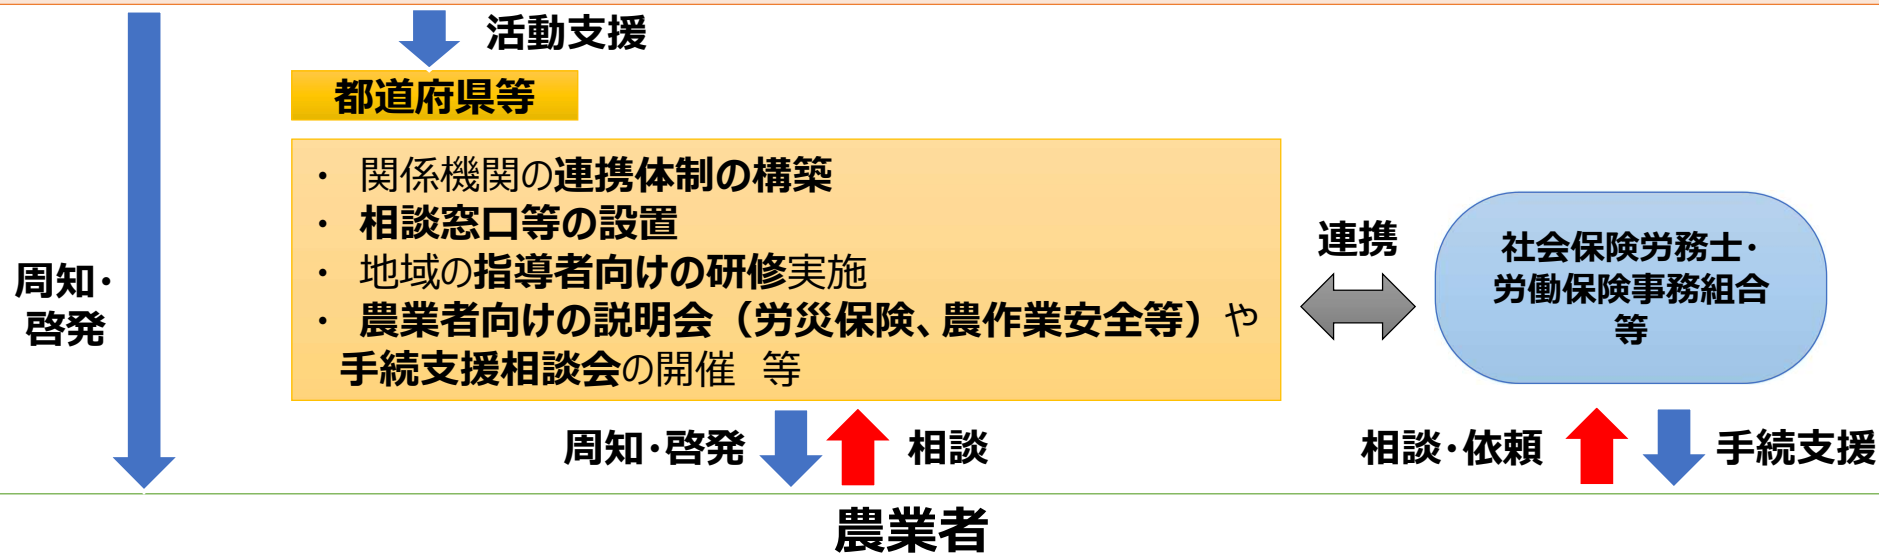 活動支援
都道府県等
・ 関係機関の連携体制の構築
・ 相談窓口等の設置
・ 地域の指導者向けの研修実施
・ 農業者向けの説明会（労災保険、農作業安全等）や
手続支援相談会の開催 等
周知・
啓発
連携
社会保険労務士・
労働保険事務組合
等
周知・啓発
相談
相談・依頼
手続支援
農業者